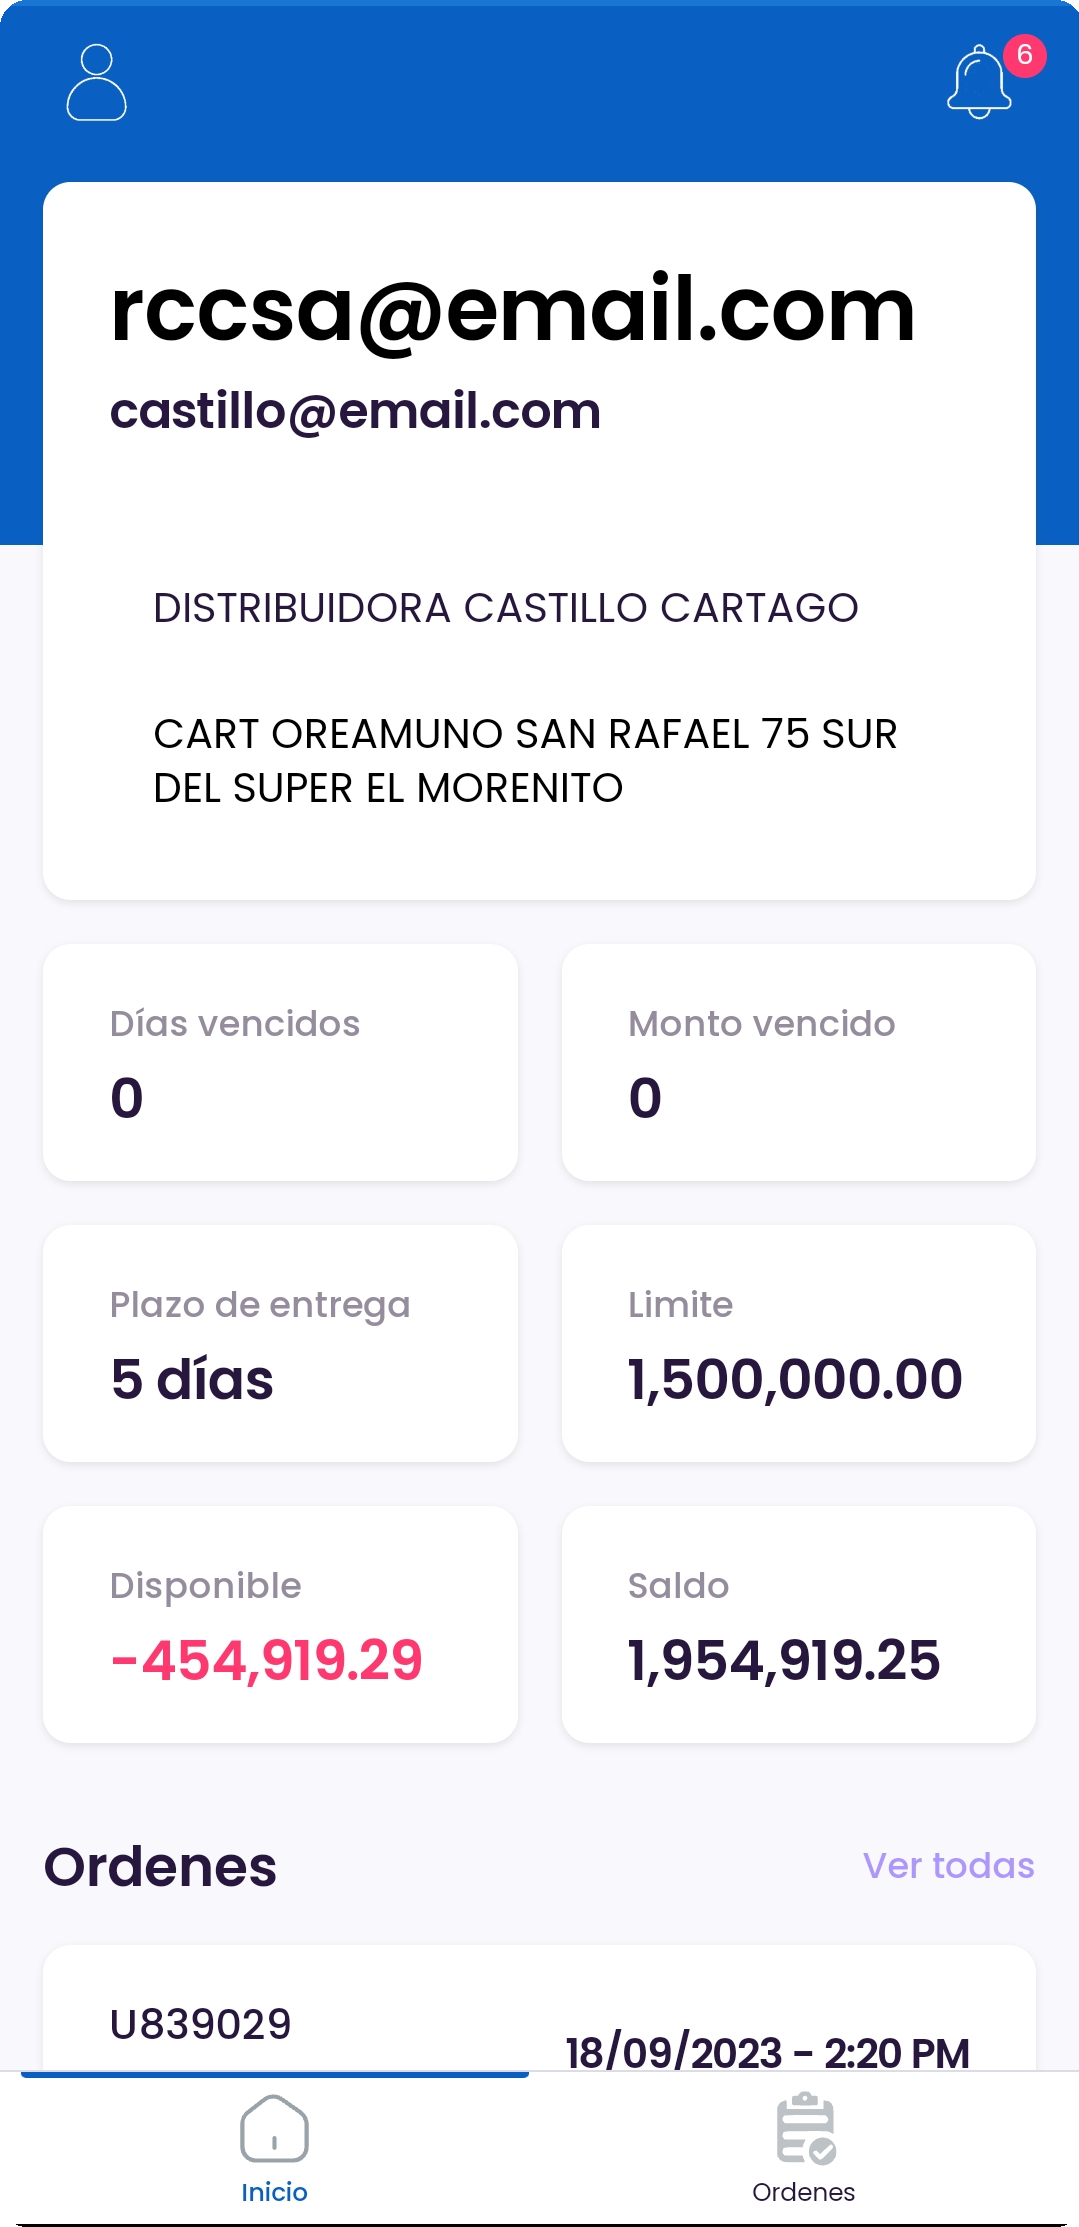 6
rccsa@email.com
castillo@email.com
DISTRIBUIDORA CASTILLO CARTAGO
CART OREAMUNO SAN RAFAEL 75 SUR
DEL SUPER EL MORENITO
Días vencidos
0
Monto vencido
0
Plazo de entrega
5 días
Limite
1,500,000.00
Disponible
-454,919.29
Saldo
1,954,919.25
Ordenes
Ver todas
U839029
18/09/2023 - 2:20 PM
Inicio
Ordenes